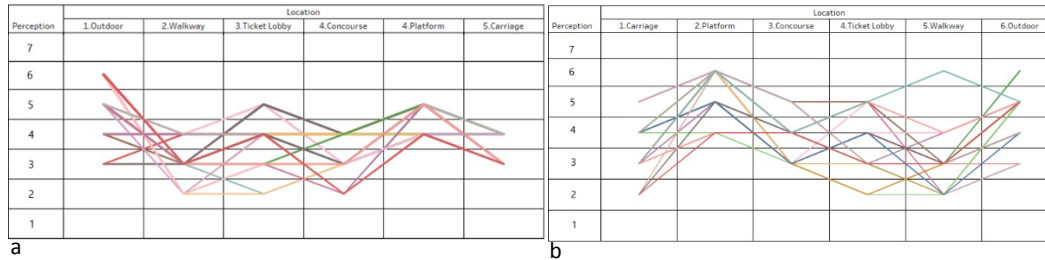 Location
Perception 1.Outdoor 2.Walkway 3.Ticket Lobby 4.Concourse 4.Platform 5.Carriage
7
6
5
4
3
2
1
a
Location
Perception 1.Carriage 2.Platform 3.Concourse 4.Ticket Lobby 5.Walkway 6.Outdoor
7
6
5
4
3
2
1
b